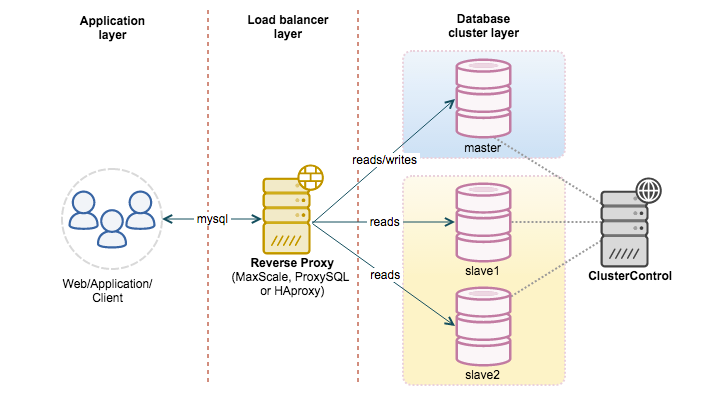 Application
layer
Load balancer
layer
Database
cluster layer
master
reads/writes
mysql
reads
slave1
Reverse Proxy
(MaxScale, ProxySQL
or HAproxy)
reads
ClusterControl
Web/Application/
Client
slave2